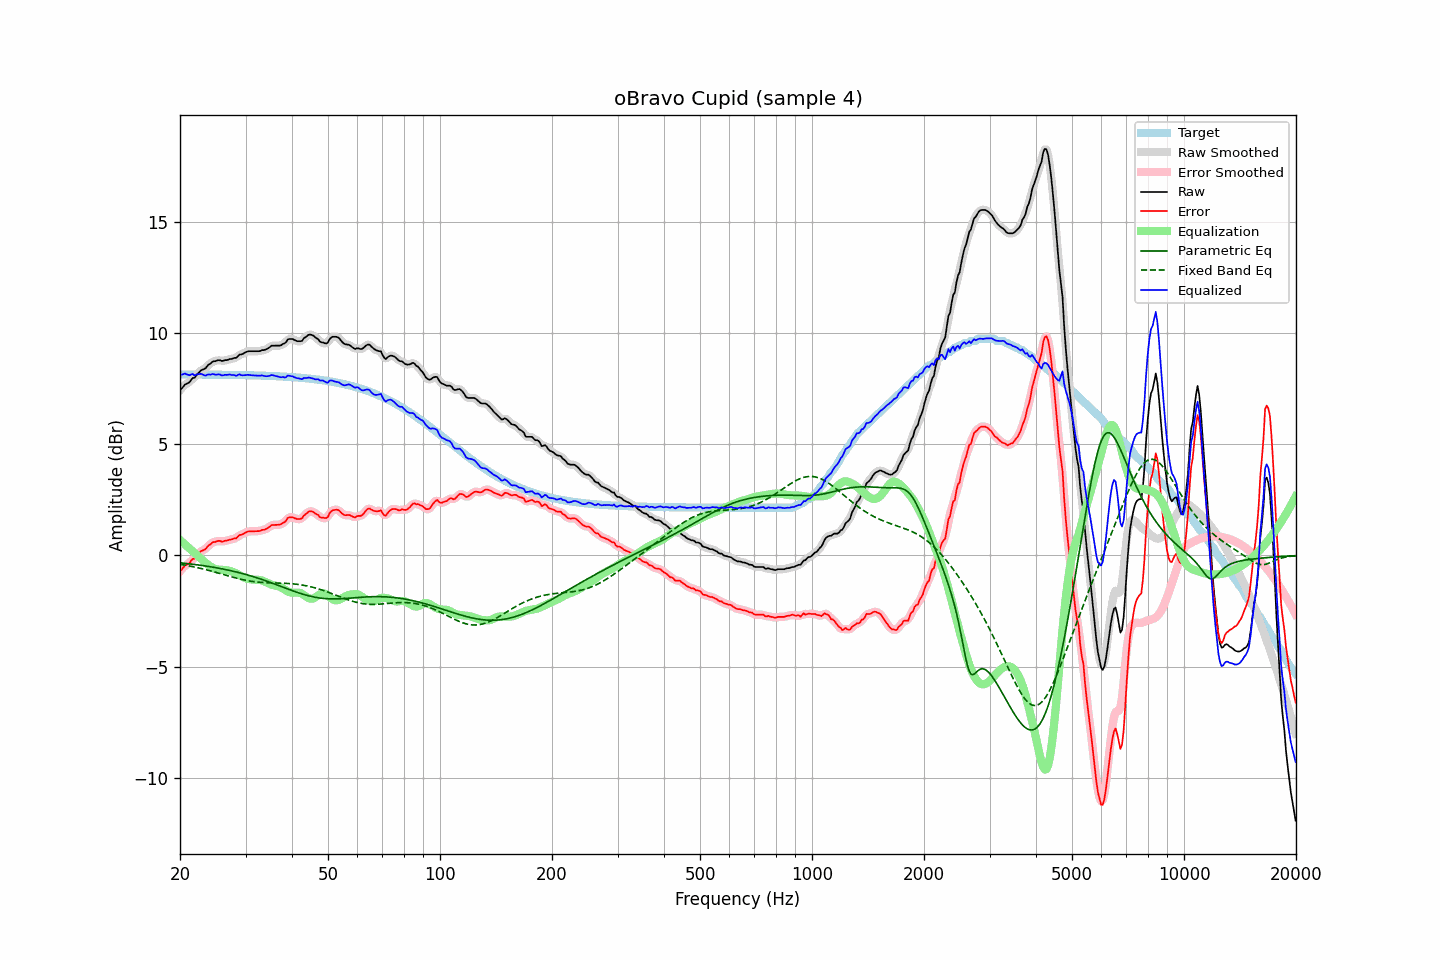 oBravo Cupid (sample 4)
Target
Raw Smoothed
Error Smoothed
Raw
Error
Equalization
Parametric Eq
Fixed Band Eq
Equalized
Amplitude (dBr)
15
10
5
0
−5
−10
20 50 100 200 500 1000 2000 5000 10000 20000
Frequency (Hz)